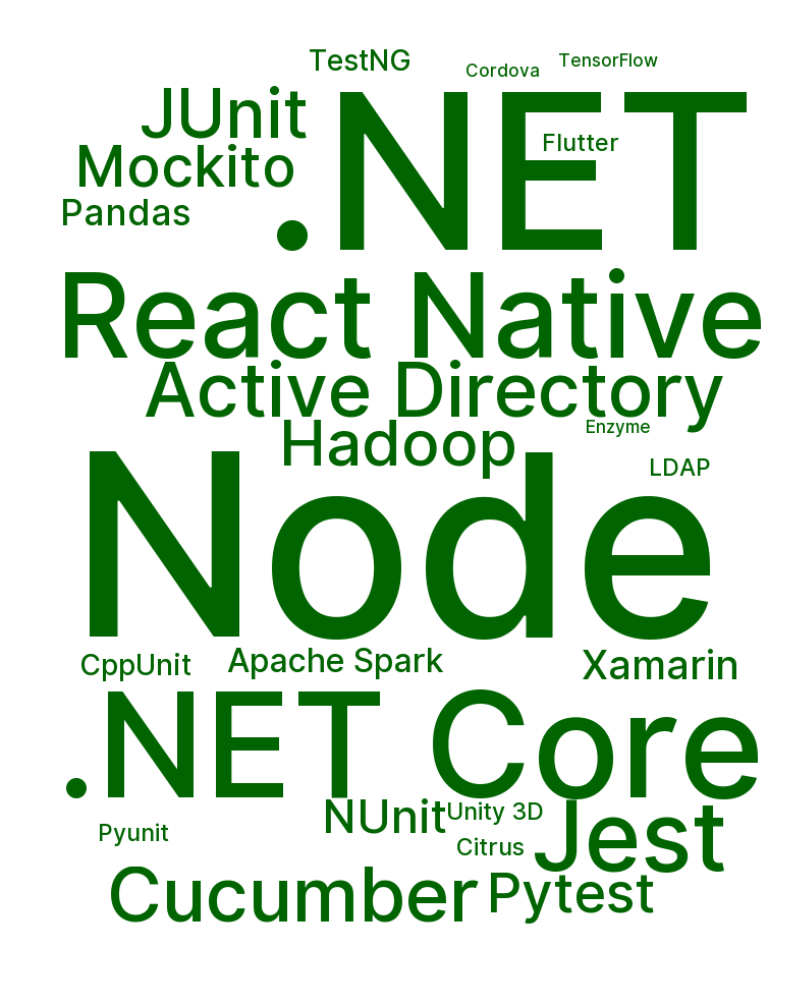 TestNG
Cordova
TensorFlow
JUnit
.NET
Flutter
Mockito
Pandas
React Native
Active Directory
Hadoop
Enzyme
LDAP
Node
CppUnit
Apache Spark
Xamarin
.NET Core
NUnit
Unity 3D
Jest
Pyunit
Citrus
Cucumber
Pytest